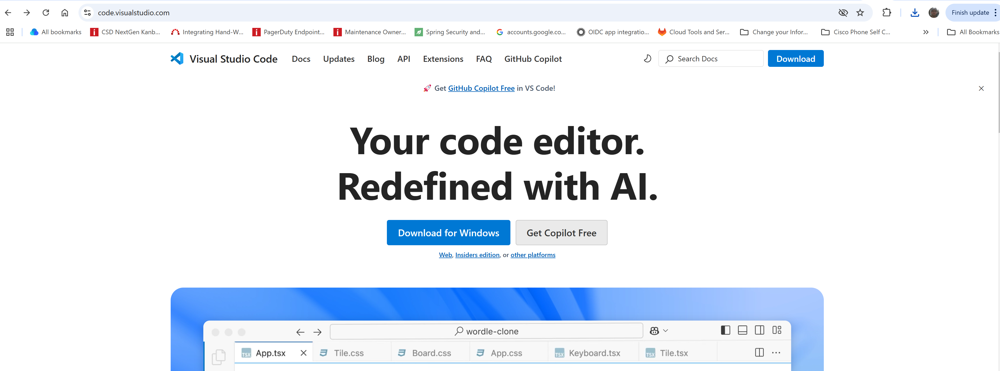 code.visualstudio.com
Finish update
All bookmarks
CSD NextGen Kanb...
Integrating Hand-W...
PagerDuty Endpoint...
Maintenance Owner...
Spring Security and...
accounts.google.co...
OIDC app integratio...
Cloud Tools and Ser...
Change your Infor...
Cisco Phone Self C...
All Bookmarks
Visual Studio Code
Docs
Updates
Blog
API
Extensions
FAQ
GitHub Copilot
Search Docs
Download
🚀 Get GitHub Copilot Free in VS Code!
Your code editor.
Redefined with AI.
Download for Windows
Get Copilot Free
Web, Insiders edition, or other platforms
wordle-clone
TSX App.tsx
Tile.css
Board.css
App.css
TSX Keyboard.tsx
TSX Tile.tsx